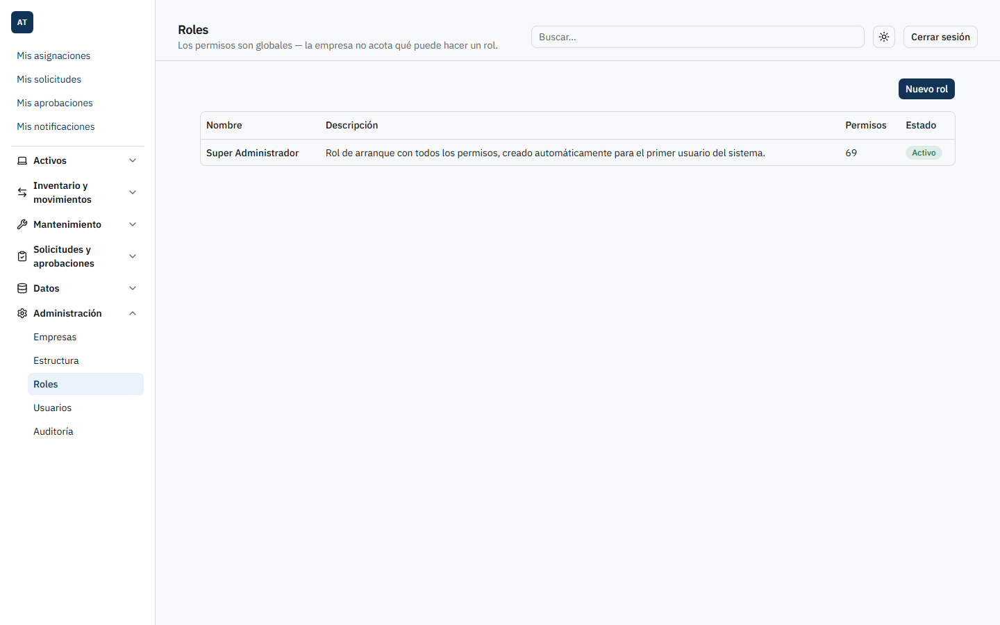 AT
Mis asignaciones
Mis solicitudes
Mis aprobaciones
Mis notificaciones
Activos
Inventario y
movimientos
Mantenimiento
Solicitudes y
aprobaciones
Datos
Administración
Empresas
Estructura
Roles
Usuarios
Auditoría
Roles
Los permisos son globales — la empresa no acota qué puede hacer un rol.
Buscar...
Cerrar sesión
Nuevo rol
Nombre Descripción Permisos Estado
Super Administrador Rol de arranque con todos los permisos, creado automáticamente para el primer usuario del sistema. 69 Activo